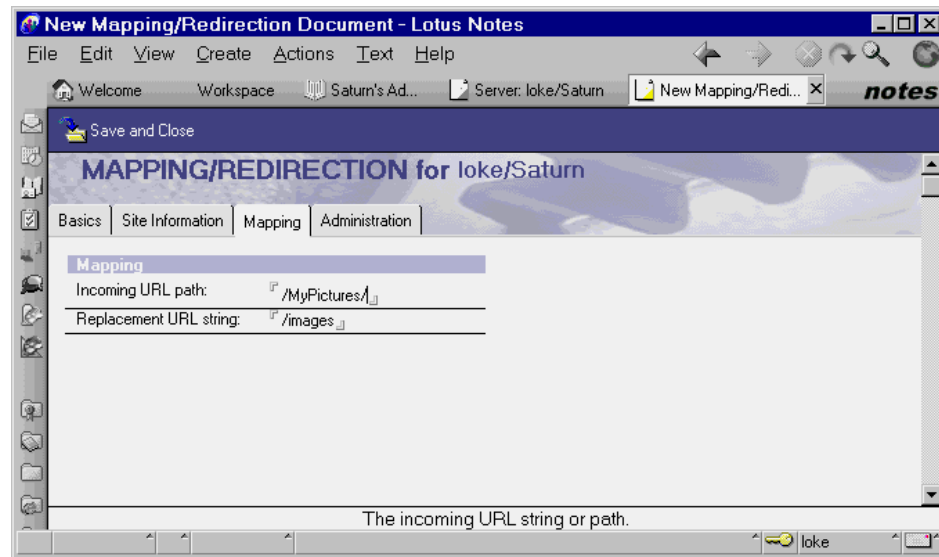 New Mapping/Redirection Document - Lotus Notes
File Edit View Create Actions Text Help
Welcome Workspace Saturn's Ad... Server: loke/Saturn New Mapping/Redi... notes
Save and Close
MAPPING/REDIRECTION for loke/Saturn
Basics Site Information Mapping Administration
Mapping
Incoming URL path: /MyPictures/
Replacement URL string: /images
The incoming URL string or path.
loke